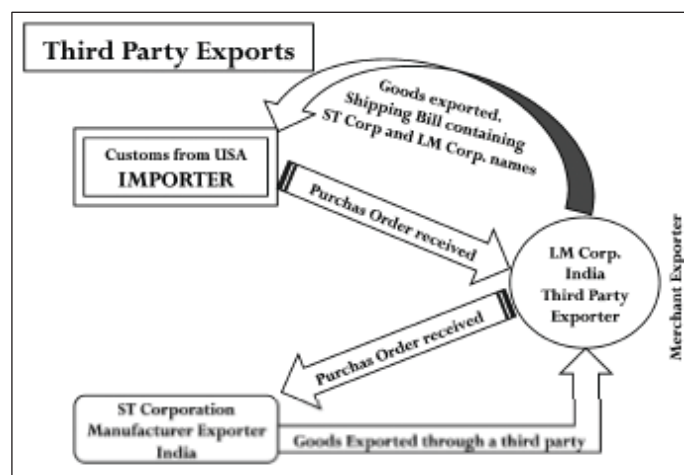 Third Party Exports
Goods exported.
Shipping Bill containing
ST Corp and LM Corp. names
Customs from USA
IMPORTER
Purchas Order received
LM Corp.
India
Third Party
Exporter
Merchant Exporter
Purchas Order received
ST Corporation
Manufacturer Exporter
India
Goods Exported through a third party